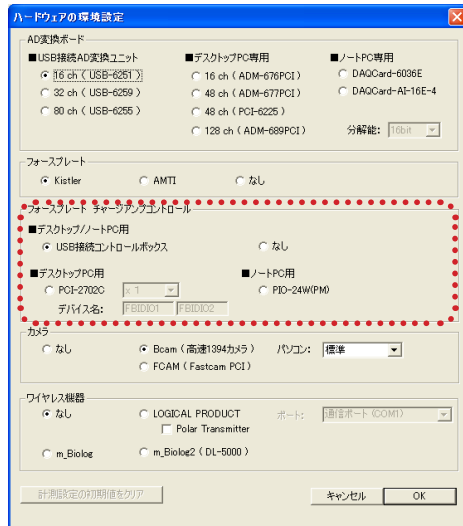 ハードウェアの環境設定
AD変換ボード
■USB接続AD変換ユニット ■デスクトップPC専用 ■ノートPC専用
16 ch ( USB-6251 ) 16 ch ( ADM-676PCI ) DAQCard-6036E
32 ch ( USB-6259 ) 48 ch ( ADM-677PCI ) DAQCard-AI-16E-4
80 ch ( USB-6255 ) 48 ch ( PCI-6225 )
128 ch ( ADM-689PCI ) 分解能: 16bit
フォースプレート
Kistler AMTI なし
フォースプレート チャージアンプコントロール
■デスクトップ/ノートPC用
USB接続コントロールボックス なし
■デスクトップPC用 ■ノートPC用
PCI-2702C x 1 PIO-24W(PM)
デバイス名: FBIDIO1 FBIDIO2
カメラ
なし Bcam ( 高速1394カメラ ) パソコン: 標準
FCAM ( Fastcam PCI )
ワイヤレス機器
なし LOGICAL PRODUCT ポート: 通信ポート (COM1)
Polar Transmitter
m_Biolog m_Biolog2 ( DL-5000 )
計測設定の初期値をクリア キャンセル OK